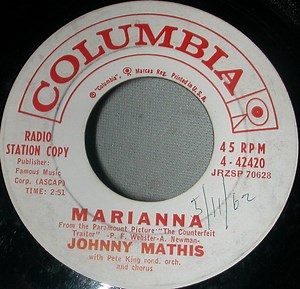 COLUMBIA
® "Columbia", Marcas Reg. Printed in U.S.A.
RADIO
STATION COPY
Publisher:
Famous Music
Corp. (ASCAP)
TIME: 2:51
45 RPM
4-42420
JRZSP 70628
MARIANNA
From the Paramount Picture "The Counterfeit
Traitor" -P. F. Webster-A. Newman-
JOHNNY MATHIS
with Pete King cond. orch.
and chorus
5/11/62